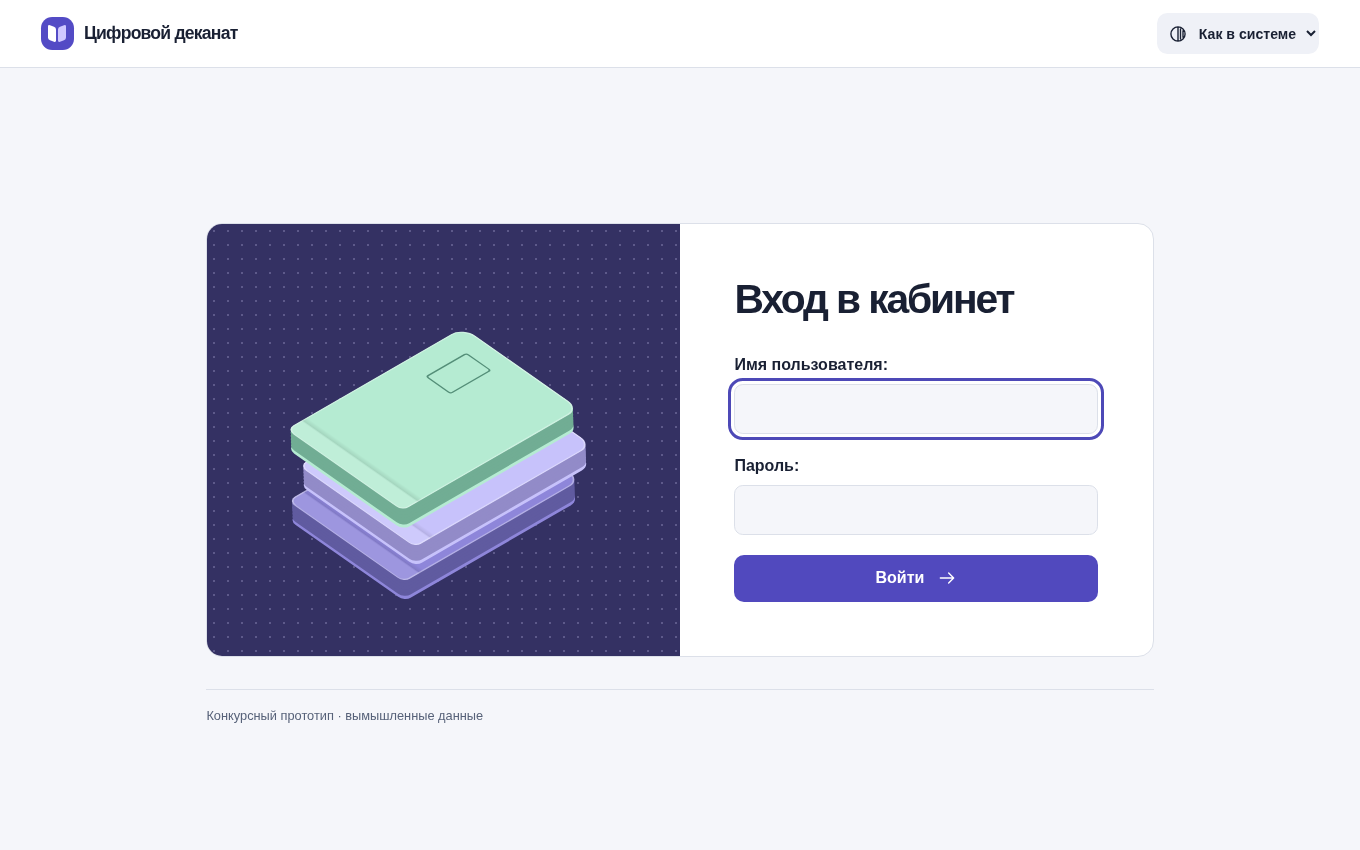 Цифровой деканат
Как в системе
Вход в кабинет
Имя пользователя:
Пароль:
Войти
Конкурсный прототип · вымышленные данные